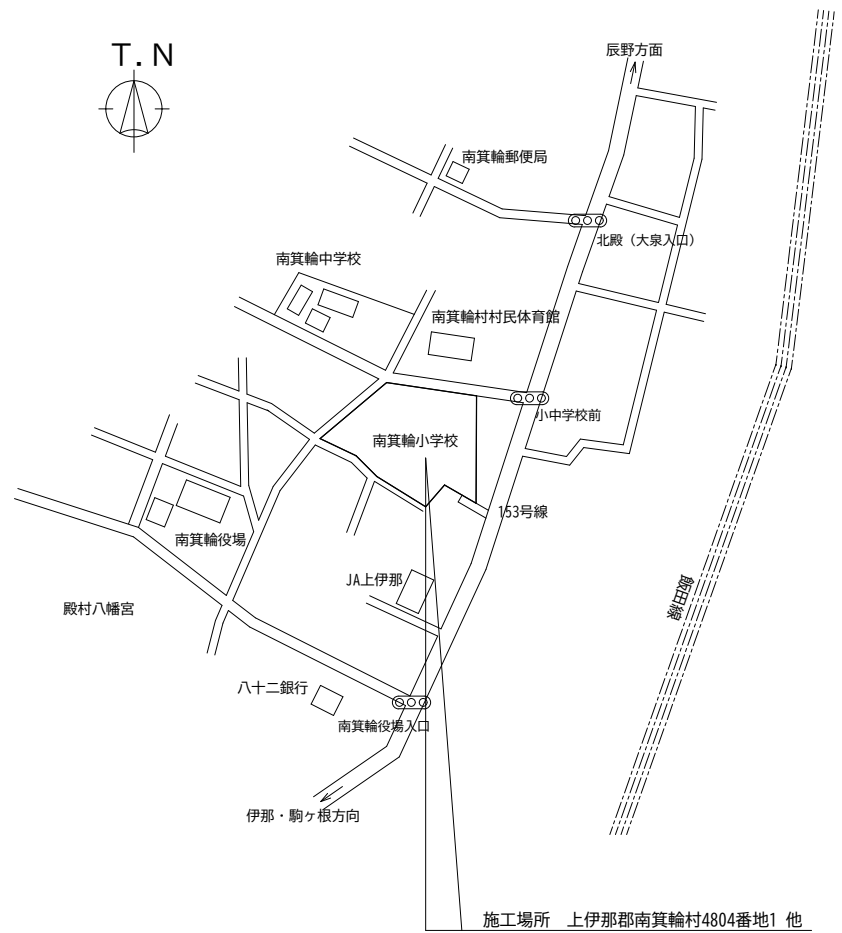 T.N
辰野方面
南箕輪郵便局
北殿（大泉入口）
南箕輪中学校
南箕輪村村民体育館
小中学校前
南箕輪小学校
153号線
南箕輪役場
JA上伊那
飯田線
殿村八幡宮
八十二銀行
南箕輪役場入口
伊那・駒ヶ根方向
施工場所　上伊那郡南箕輪村4804番地1 他